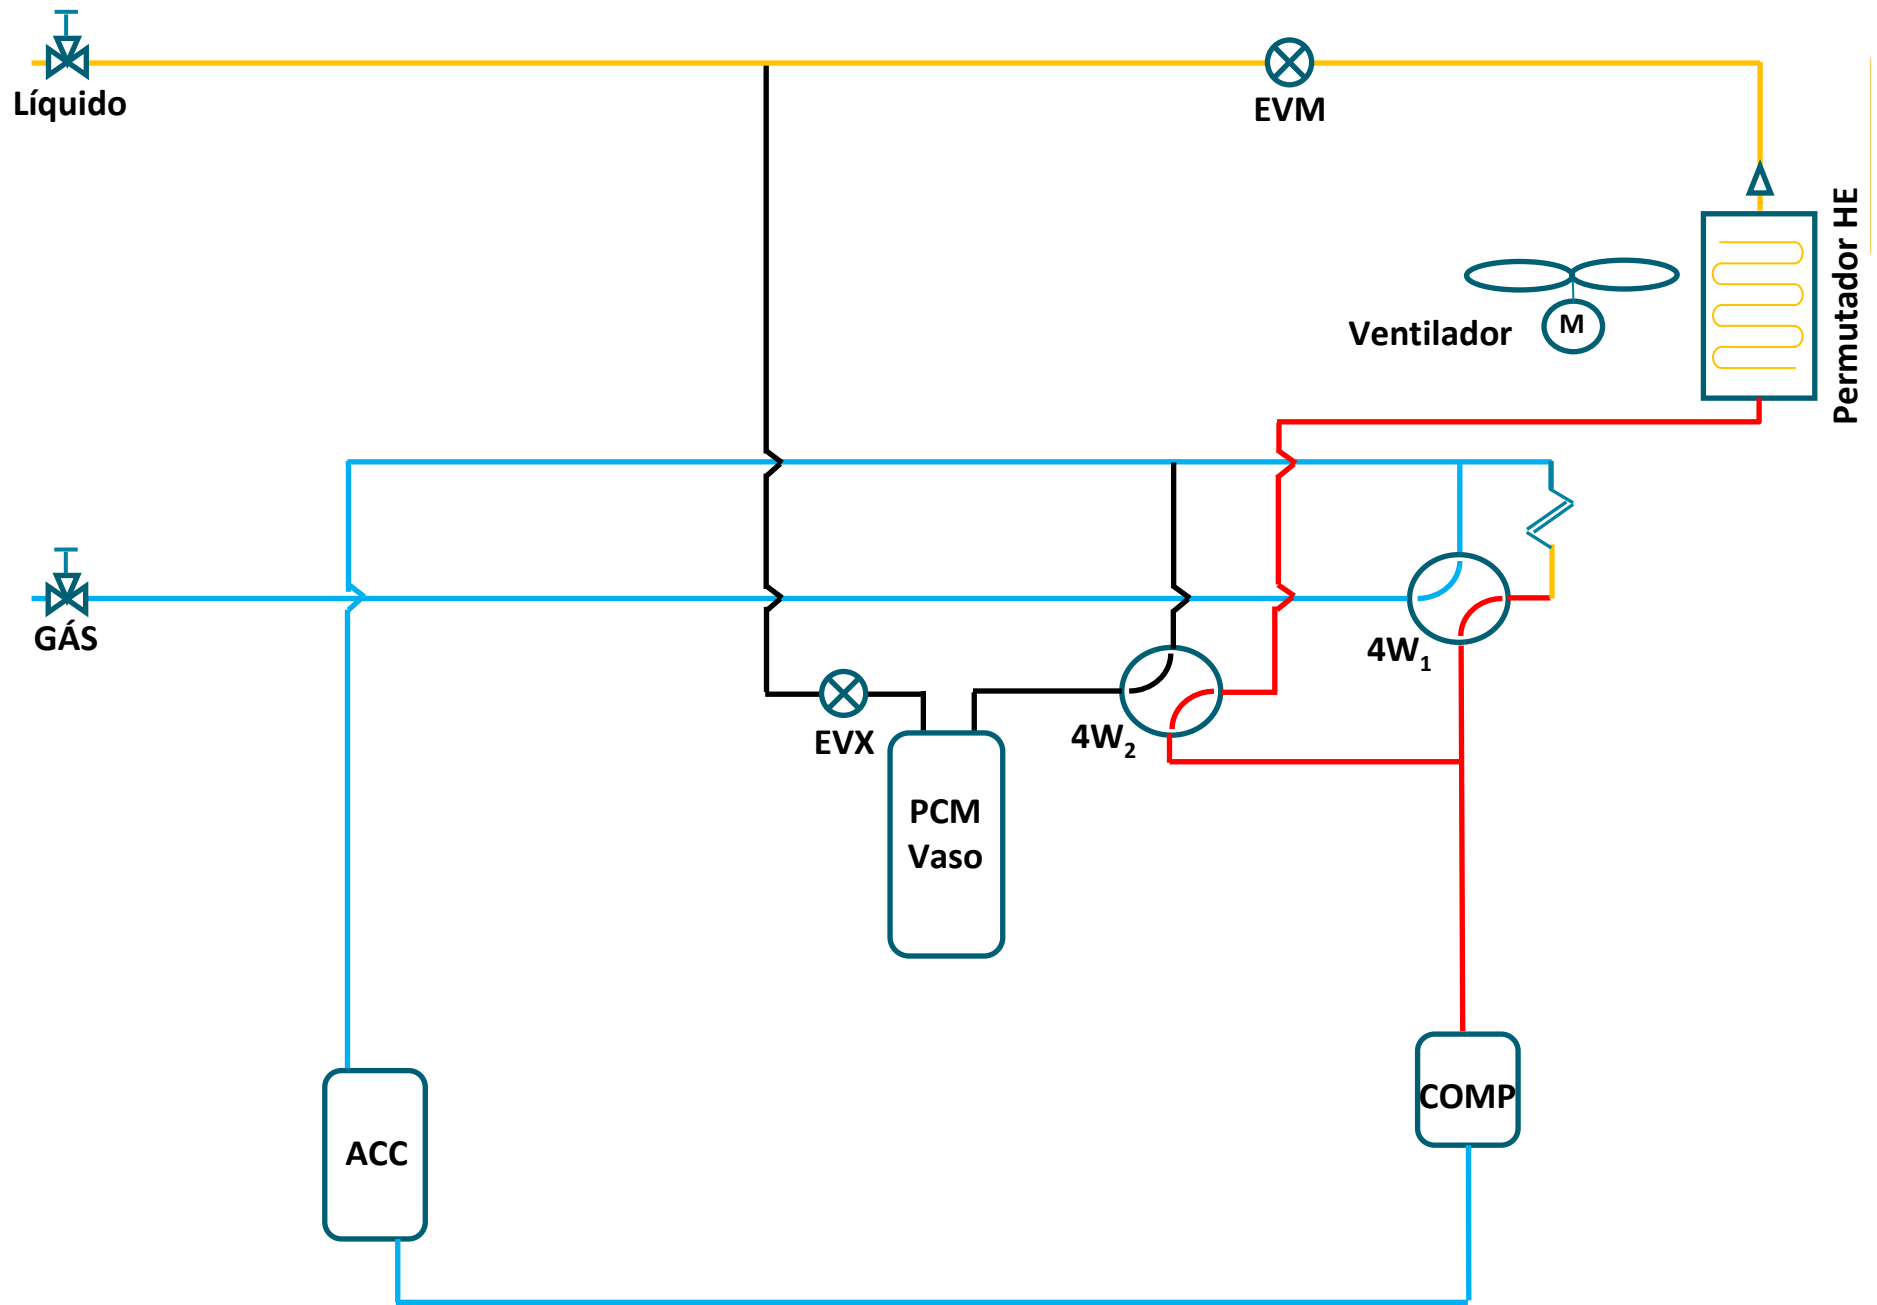 Líquido
EVM
Permutador HE
Ventilador
M
GÁS
4W1
4W2
EVX
PCM
Vaso
COMP
ACC